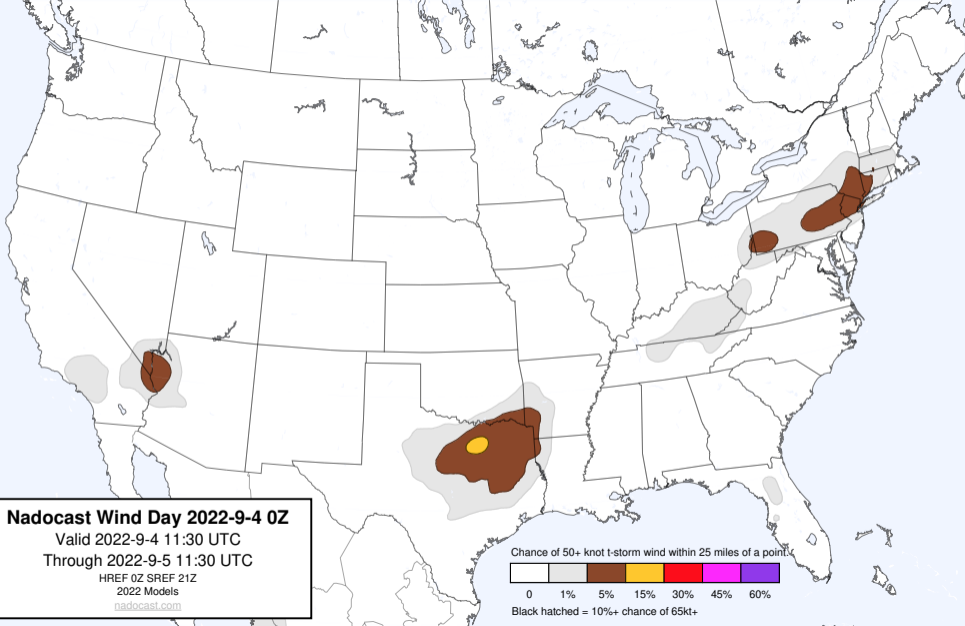 Nadocast Wind Day 2022-9-4 0Z
Valid 2022-9-4 11:30 UTC
Through 2022-9-5 11:30 UTC
HREF 0Z SREF 21Z
2022 Models
nadocast.com
Chance of 50+ knot t-storm wind within 25 miles of a point.
0 1% 5% 15% 30% 45% 60%
Black hatched = 10%+ chance of 65kt+